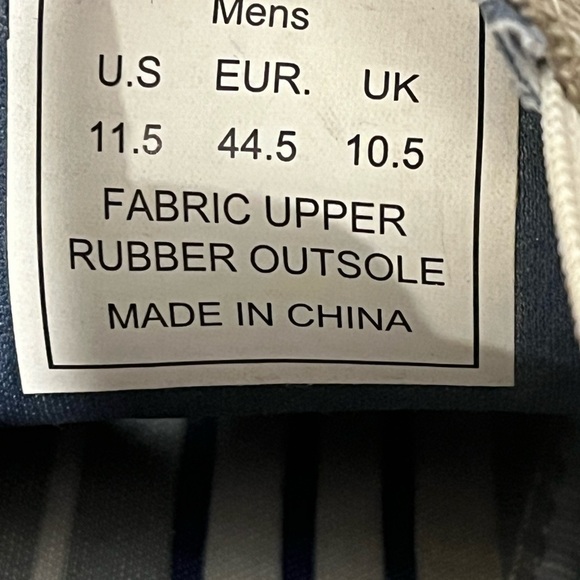 Mens
U.S EUR. UK
11.5 44.5 10.5
FABRIC UPPER
RUBBER OUTSOLE
MADE IN CHINA